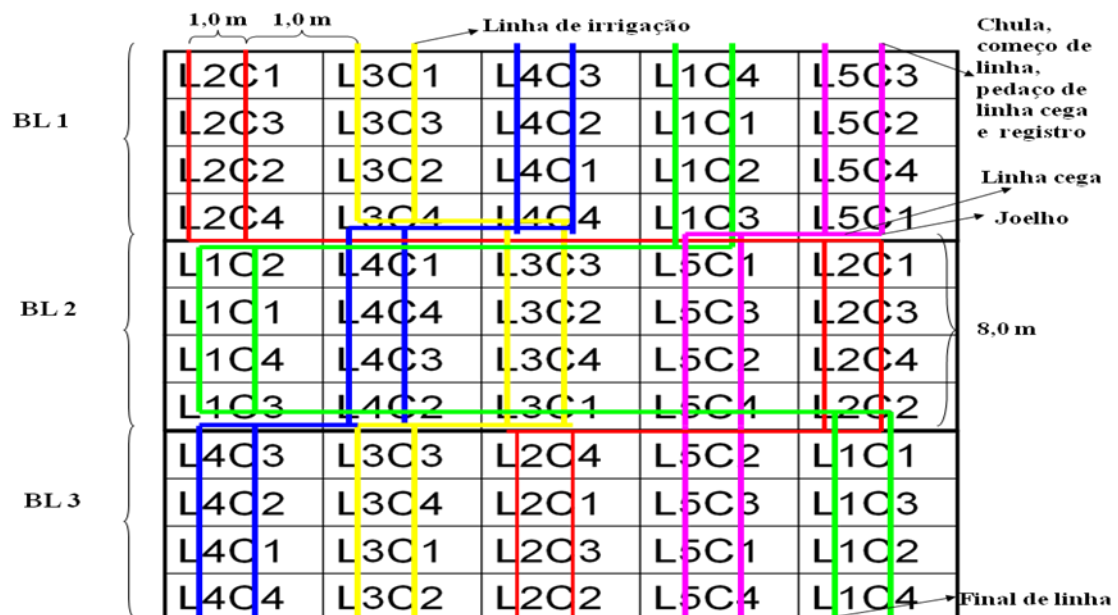 1,0 m 1,0 m Linha de irrigação
Chula,
começo de
linha,
pedaço de
linha cega
e registro
BL 1
L2C1 L3C1 L4C3 L1C4 L5C3
L2C3 L3C3 L4C2 L1C1 L5C2
L2C2 L3C2 L4C1 L1C2 L5C4
L2C4 L3C4 L4C4 L1C3 L5C1
Linha cega
Joelho
BL 2
L1C2 L4C1 L3C3 L5C1 L2C1
L1C1 L4C4 L3C2 L5C3 L2C3
L1C4 L4C3 L3C4 L5C2 L2C4
L1C3 L4C2 L3C1 L5C4 L2C2
8,0 m
BL 3
L4C3 L3C3 L2C4 L5C2 L1C1
L4C2 L3C4 L2C1 L5C3 L1C3
L4C1 L3C1 L2C3 L5C1 L1C2
L4C4 L3C2 L2C2 L5C4 L1C4
Final de linha